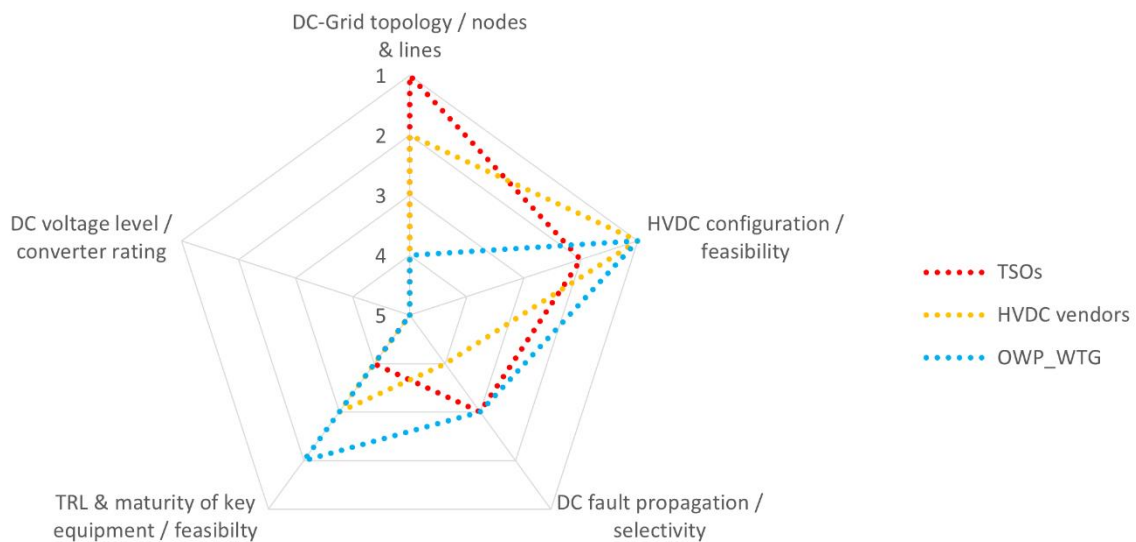 DC-Grid topology / nodes
& lines
1
2
3
4
5
DC voltage level /
converter rating
HVDC configuration /
feasibility
TSOs
HVDC vendors
OWP_WTG
TRL & maturity of key
equipment / feasibilty
DC fault propagation /
selectivity